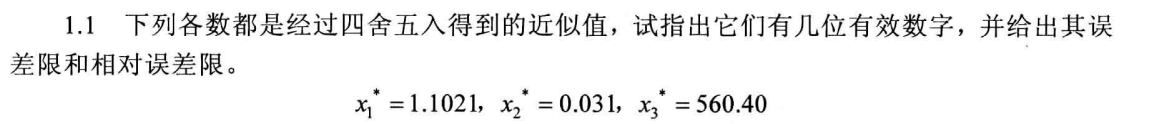 1.1 下列各数都是经过四舍五入得到的近似值，试指出它们有几位有效数字，并给出其误
差限和相对误差限。
x₁* = 1.1021, x₂* = 0.031, x₃* = 560.40